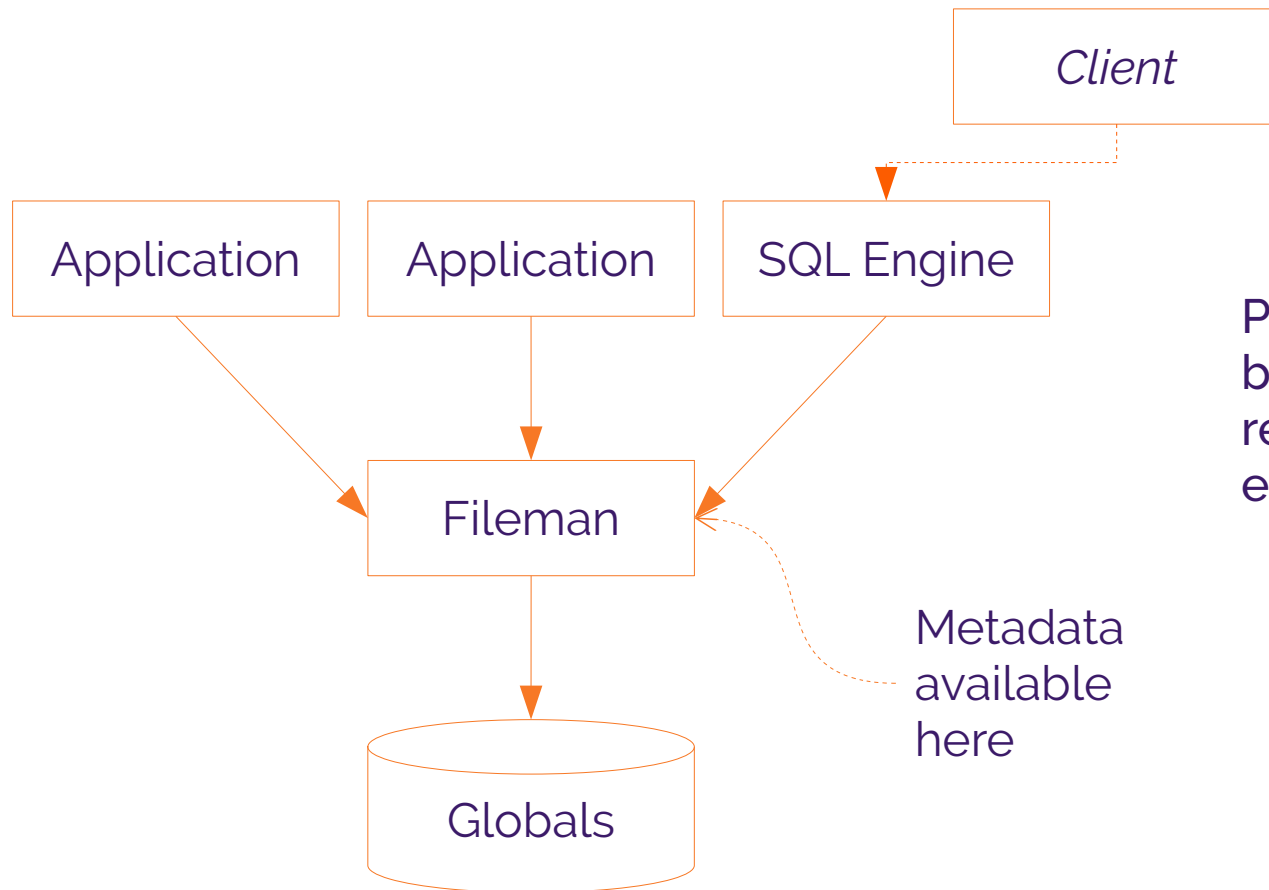 Client
Application
Application
SQL Engine
Fileman
Metadata
available
here
Globals